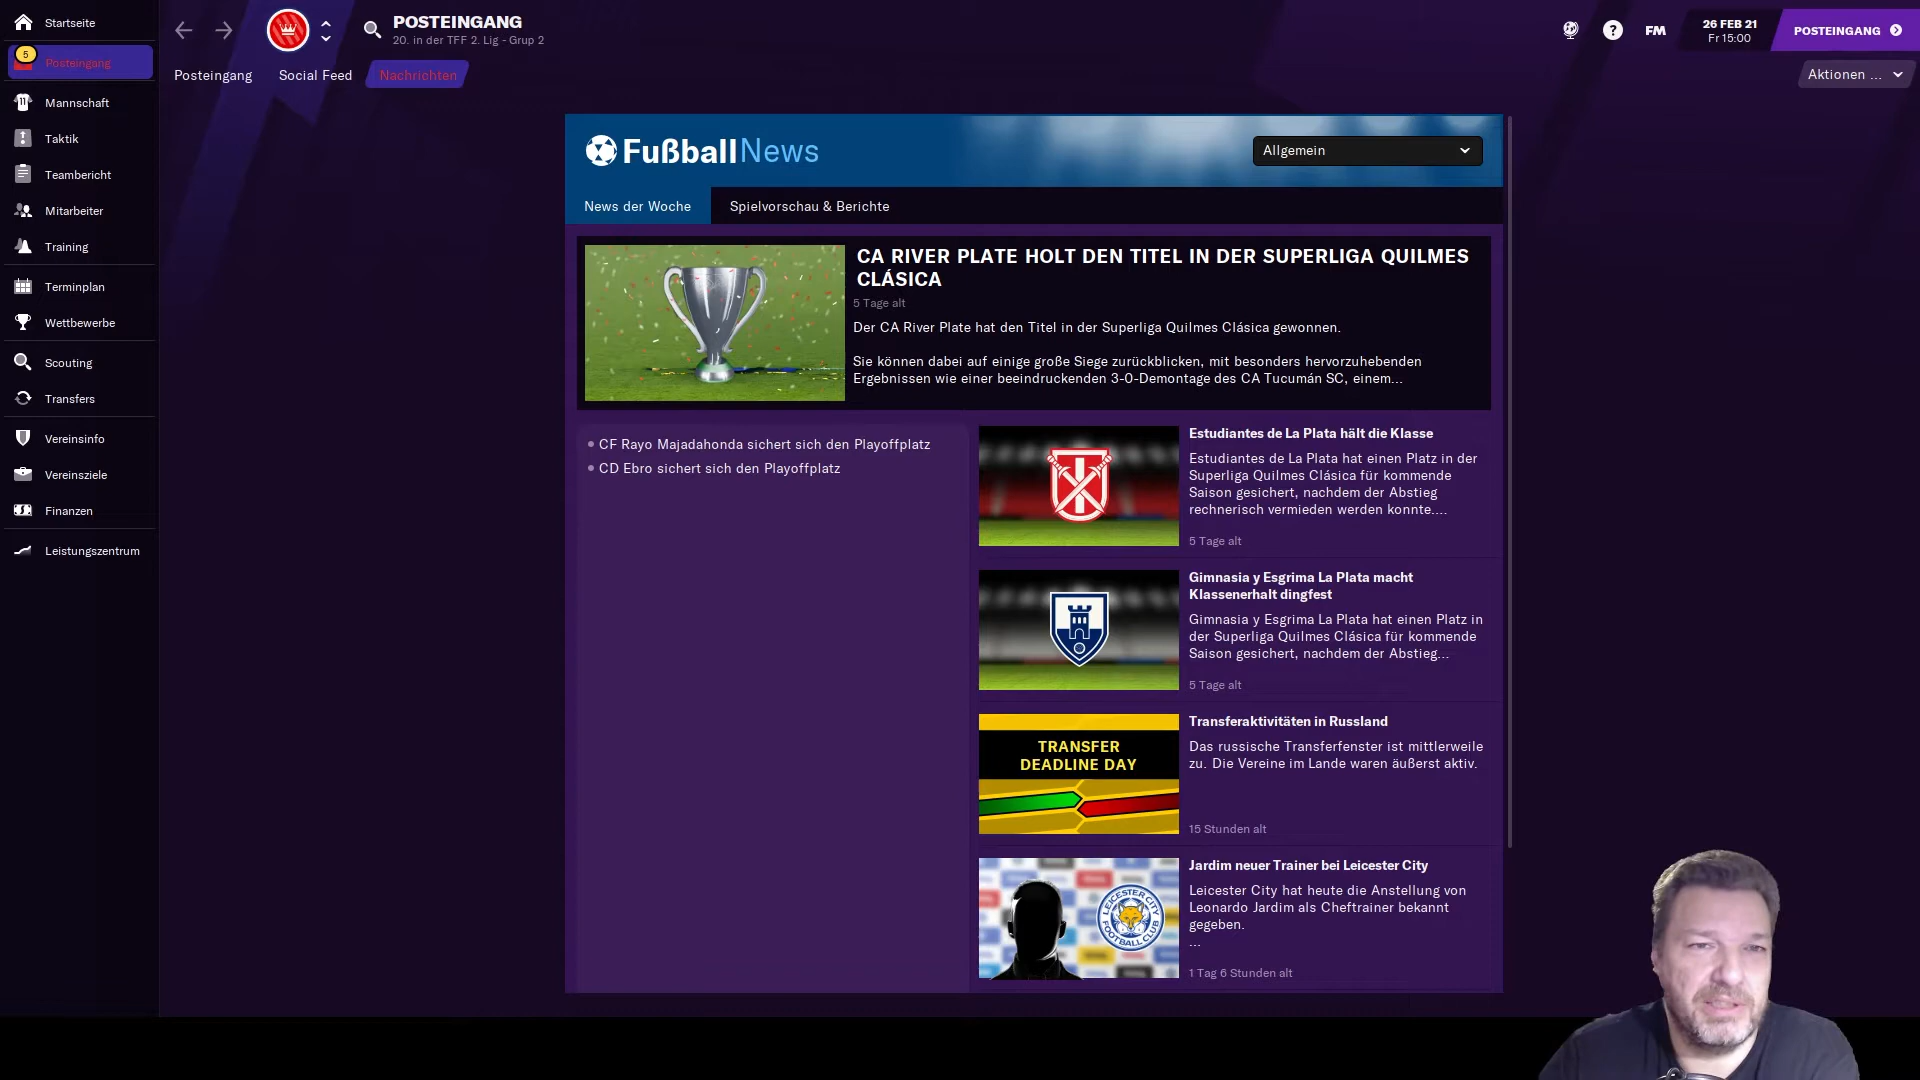 Startseite
5
Posteingang
Mannschaft
Taktik
Teambericht
Mitarbeiter
Training
Terminplan
Wettbewerbe
Scouting
Transfers
Vereinsinfo
Vereinsziele
Finanzen
Leistungszentrum
POSTEINGANG
20. in der TFF 2. Lig - Grup 2
?
FM
26 FEB 21
Fr 15:00
POSTEINGANG
Posteingang
Social Feed
Nachrichten
Aktionen ...
FußballNews
Allgemein
News der Woche
Spielvorschau & Berichte
CA RIVER PLATE HOLT DEN TITEL IN DER SUPERLIGA QUILMES
CLÁSICA
5 Tage alt
Der CA River Plate hat den Titel in der Superliga Quilmes Clásica gewonnen.
Sie können dabei auf einige große Siege zurückblicken, mit besonders hervorzuhebenden
Ergebnissen wie einer beeindruckenden 3-0-Demontage des CA Tucumán SC, einem...
CF Rayo Majadahonda sichert sich den Playoffplatz
CD Ebro sichert sich den Playoffplatz
Estudiantes de La Plata hält die Klasse
Estudiantes de La Plata hat einen Platz in der
Superliga Quilmes Clásica für kommende
Saison gesichert, nachdem der Abstieg
rechnerisch vermieden werden konnte....
5 Tage alt
Gimnasia y Esgrima La Plata macht
Klassenerhalt dingfest
Gimnasia y Esgrima La Plata hat einen Platz in
der Superliga Quilmes Clásica für kommende
Saison gesichert, nachdem der Abstieg...
5 Tage alt
TRANSFER
DEADLINE DAY
Transferaktivitäten in Russland
Das russische Transferfenster ist mittlerweile
zu. Die Vereine im Lande waren äußerst aktiv.
15 Stunden alt
LEICESTER CITY
FOOTBALL CLUB
Jardim neuer Trainer bei Leicester City
Leicester City hat heute die Anstellung von
Leonardo Jardim als Cheftrainer bekannt
gegeben.
...
1 Tag 6 Stunden alt